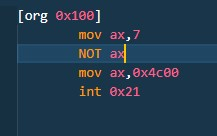 [org 0x100]
mov ax,7
NOT ax
mov ax,0x4c00
int 0x21